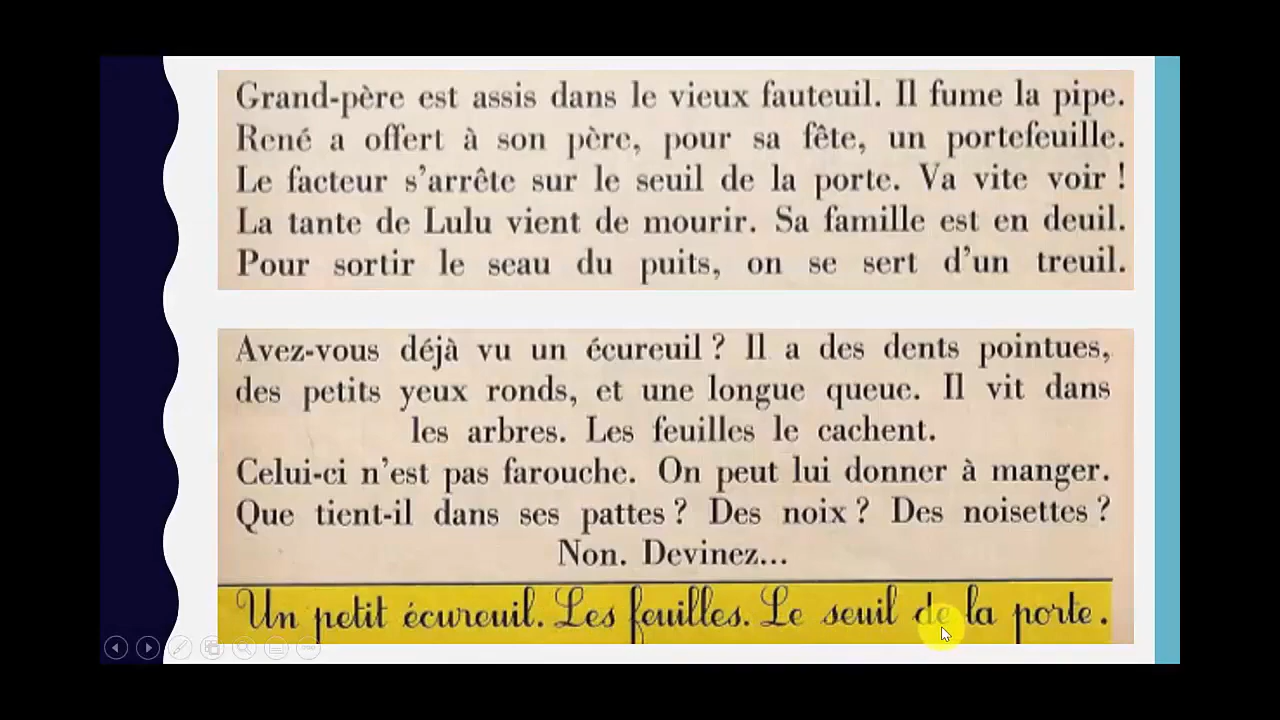 Grand-père est assis dans le vieux fauteuil. Il fume la pipe.
René a offert à son père, pour sa fête, un portefeuille.
Le facteur s'arrête sur le seuil de la porte. Va vite voir !
La tante de Lulu vient de mourir. Sa famille est en deuil.
Pour sortir le seau du puits, on se sert d'un treuil.
Avez-vous déjà vu un écureuil ? Il a des dents pointues,
des petits yeux ronds, et une longue queue. Il vit dans
les arbres. Les feuilles le cachent.
Celui-ci n'est pas farouche. On peut lui donner à manger.
Que tient-il dans ses pattes ? Des noix ? Des noisettes ?
Non. Devinez...
Un petit écureuil. Les feuilles. Le seuil de la porte.